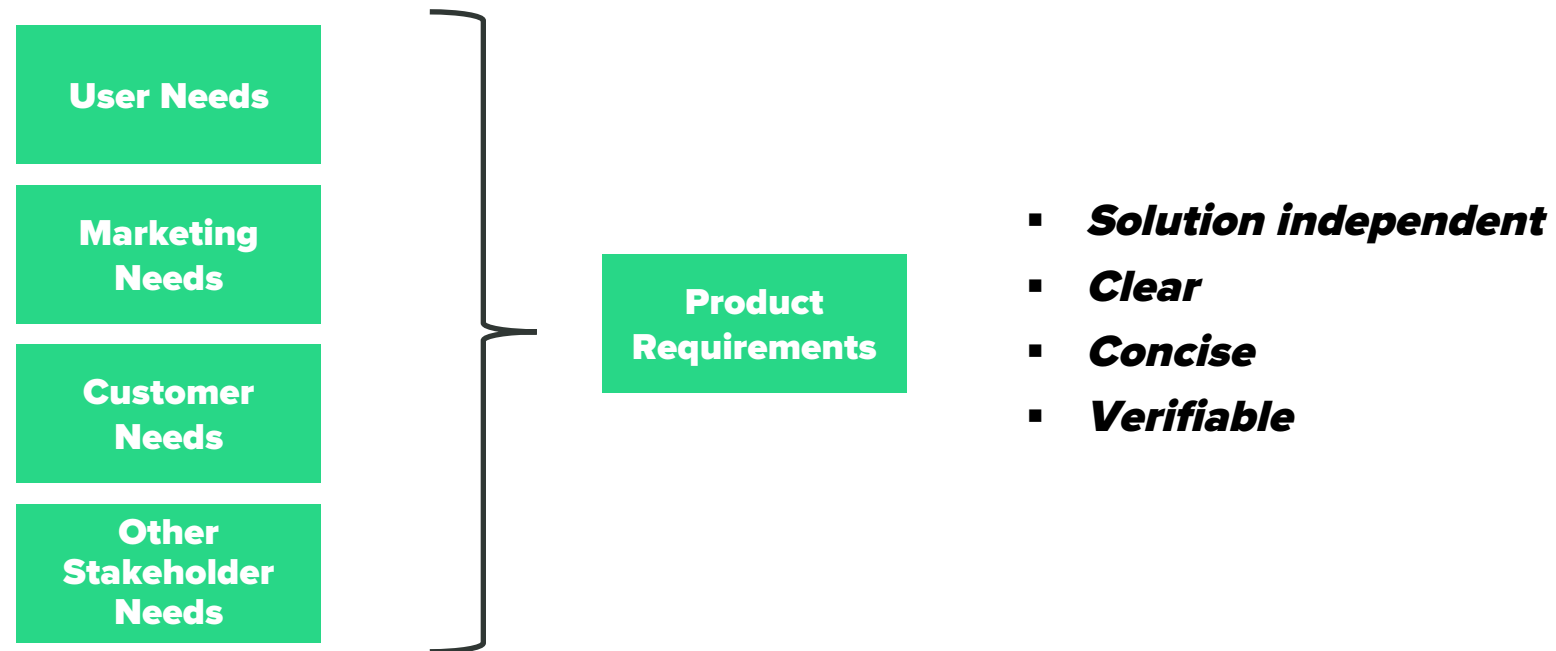 User Needs
Marketing
Needs
Customer
Needs
Other
Stakeholder
Needs
Product
Requirements
▪ Solution independent
▪ Clear
▪ Concise
▪ Verifiable